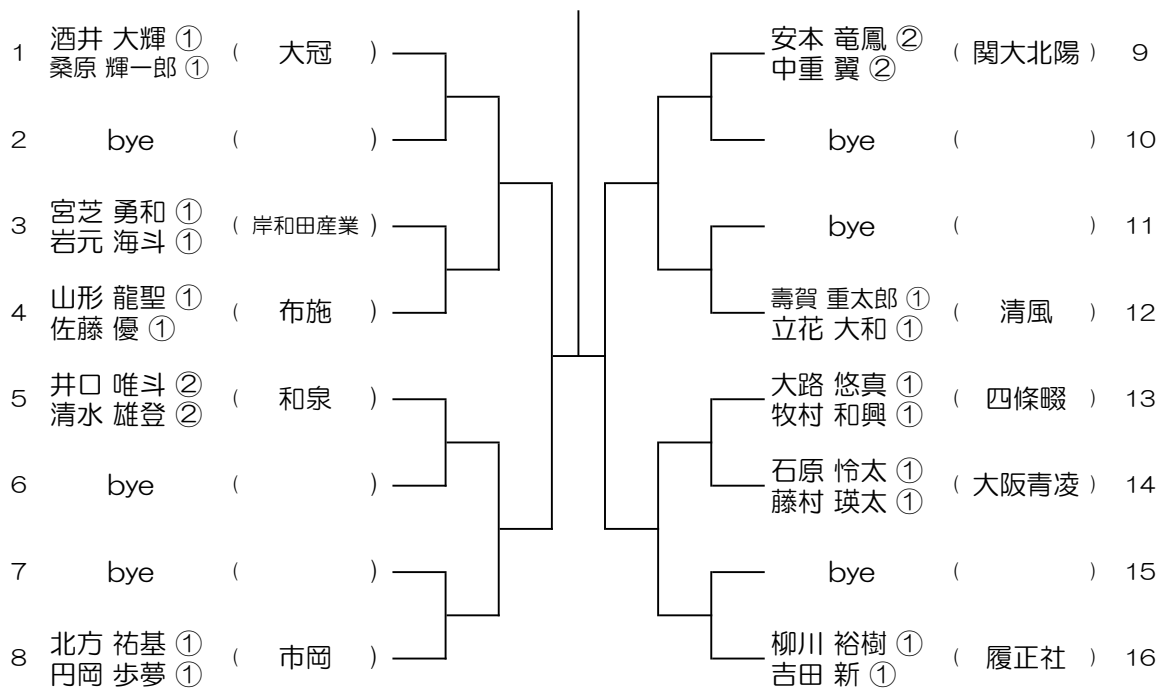 1 酒井 大輝 ① ( 大冠 )
桑原 輝一郎 ①
2 bye ( )
3 宮芝 勇和 ① ( 岸和田産業 )
岩元 海斗 ①
4 山形 龍聖 ① ( 布施 )
佐藤 優 ①
5 井口 唯斗 ② ( 和泉 )
清水 雄登 ②
6 bye ( )
7 bye ( )
8 北方 祐基 ① ( 市岡 )
円岡 歩夢 ①
安本 竜鳳 ② ( 関大北陽 ) 9
中重 翼 ②
bye ( ) 10
bye ( ) 11
壽賀 重太郎 ① ( 清風 ) 12
立花 大和 ①
大路 悠真 ① ( 四條畷 ) 13
牧村 和興 ①
石原 怜太 ① ( 大阪青凌 ) 14
藤村 瑛太 ①
bye ( ) 15
柳川 裕樹 ① ( 履正社 ) 16
吉田 新 ①